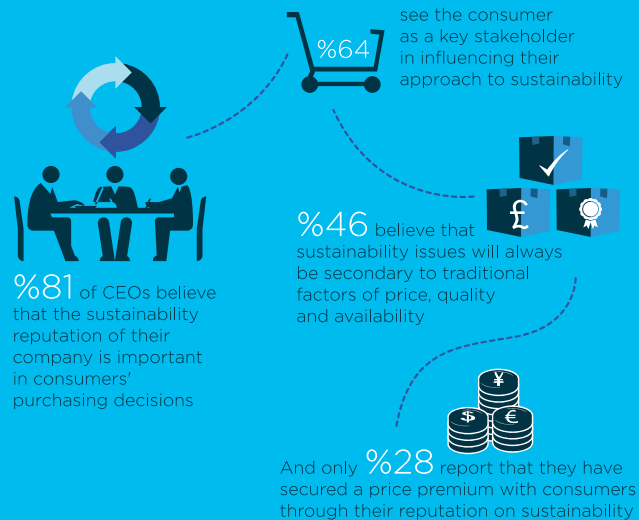 %81 of CEOs believe
that the sustainability
reputation of their
company is important
in consumers'
purchasing decisions
%64
see the consumer
as a key stakeholder
in influencing their
approach to sustainability
%46 believe that
sustainability issues will always
be secondary to traditional
factors of price, quality
and availability
£
¥
$ €
And only %28 report that they have
secured a price premium with consumers
through their reputation on sustainability